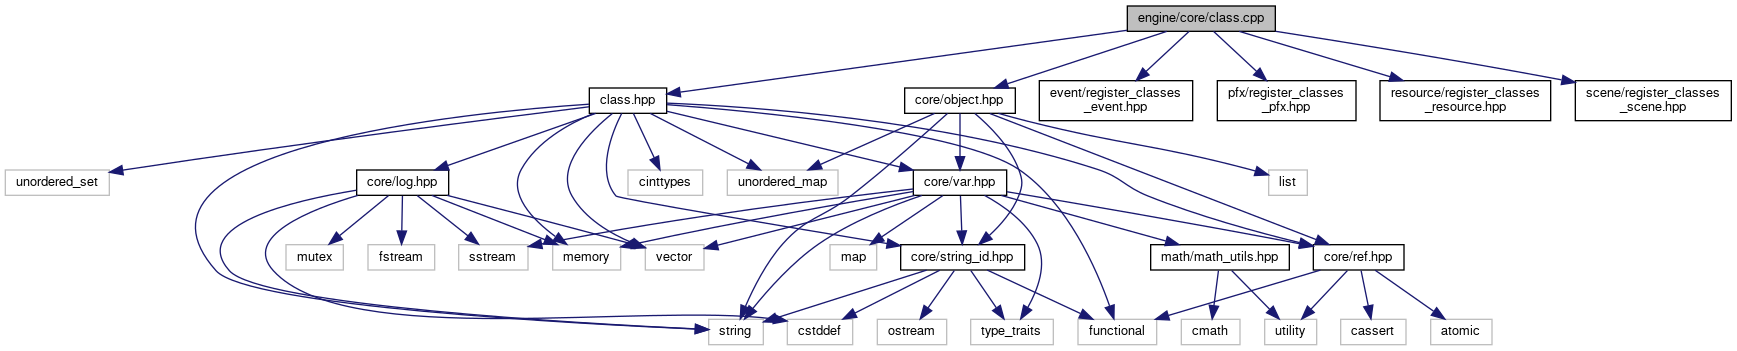 engine/core/class.cpp
class.hpp
core/object.hpp
event/register_classes
_event.hpp
pfx/register_classes
_pfx.hpp
resource/register_classes
_resource.hpp
scene/register_classes
_scene.hpp
unordered_set
core/log.hpp
cinttypes
unordered_map
core/var.hpp
list
mutex
fstream
sstream
memory
vector
map
core/string_id.hpp
math/math_utils.hpp
core/ref.hpp
string
cstddef
ostream
type_traits
functional
cmath
utility
cassert
atomic